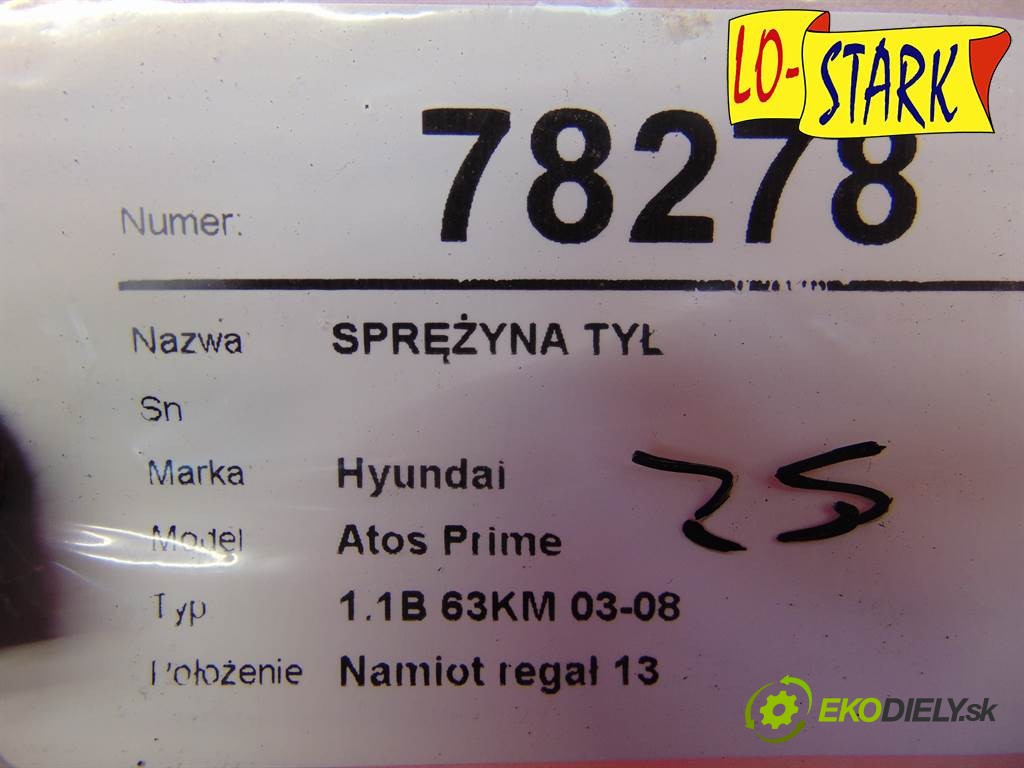 LO-STARK
Numer: 78278
Nazwa SPRĘŻYNA TYŁ
Sn
Marka Hyundai
25
Model Atos Prime
Typ 1.1B 63KM 03-08
Położenie Namiot regał 13
EKODIELY.sk